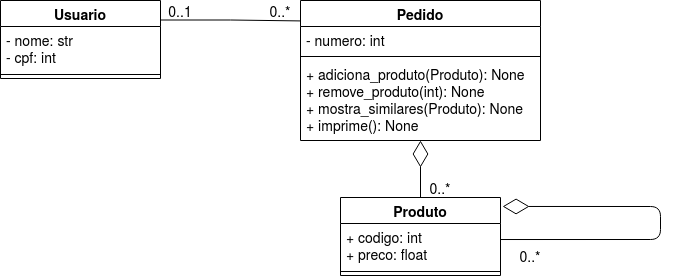 Usuario
- nome: str
- cpf: int
0..1
0..*
Pedido
- numero: int
+ adiciona_produto(Produto): None
+ remove_produto(int): None
+ mostra_similares(Produto): None
+ imprime(): None
0..*
Produto
+ codigo: int
+ preco: float
0..*